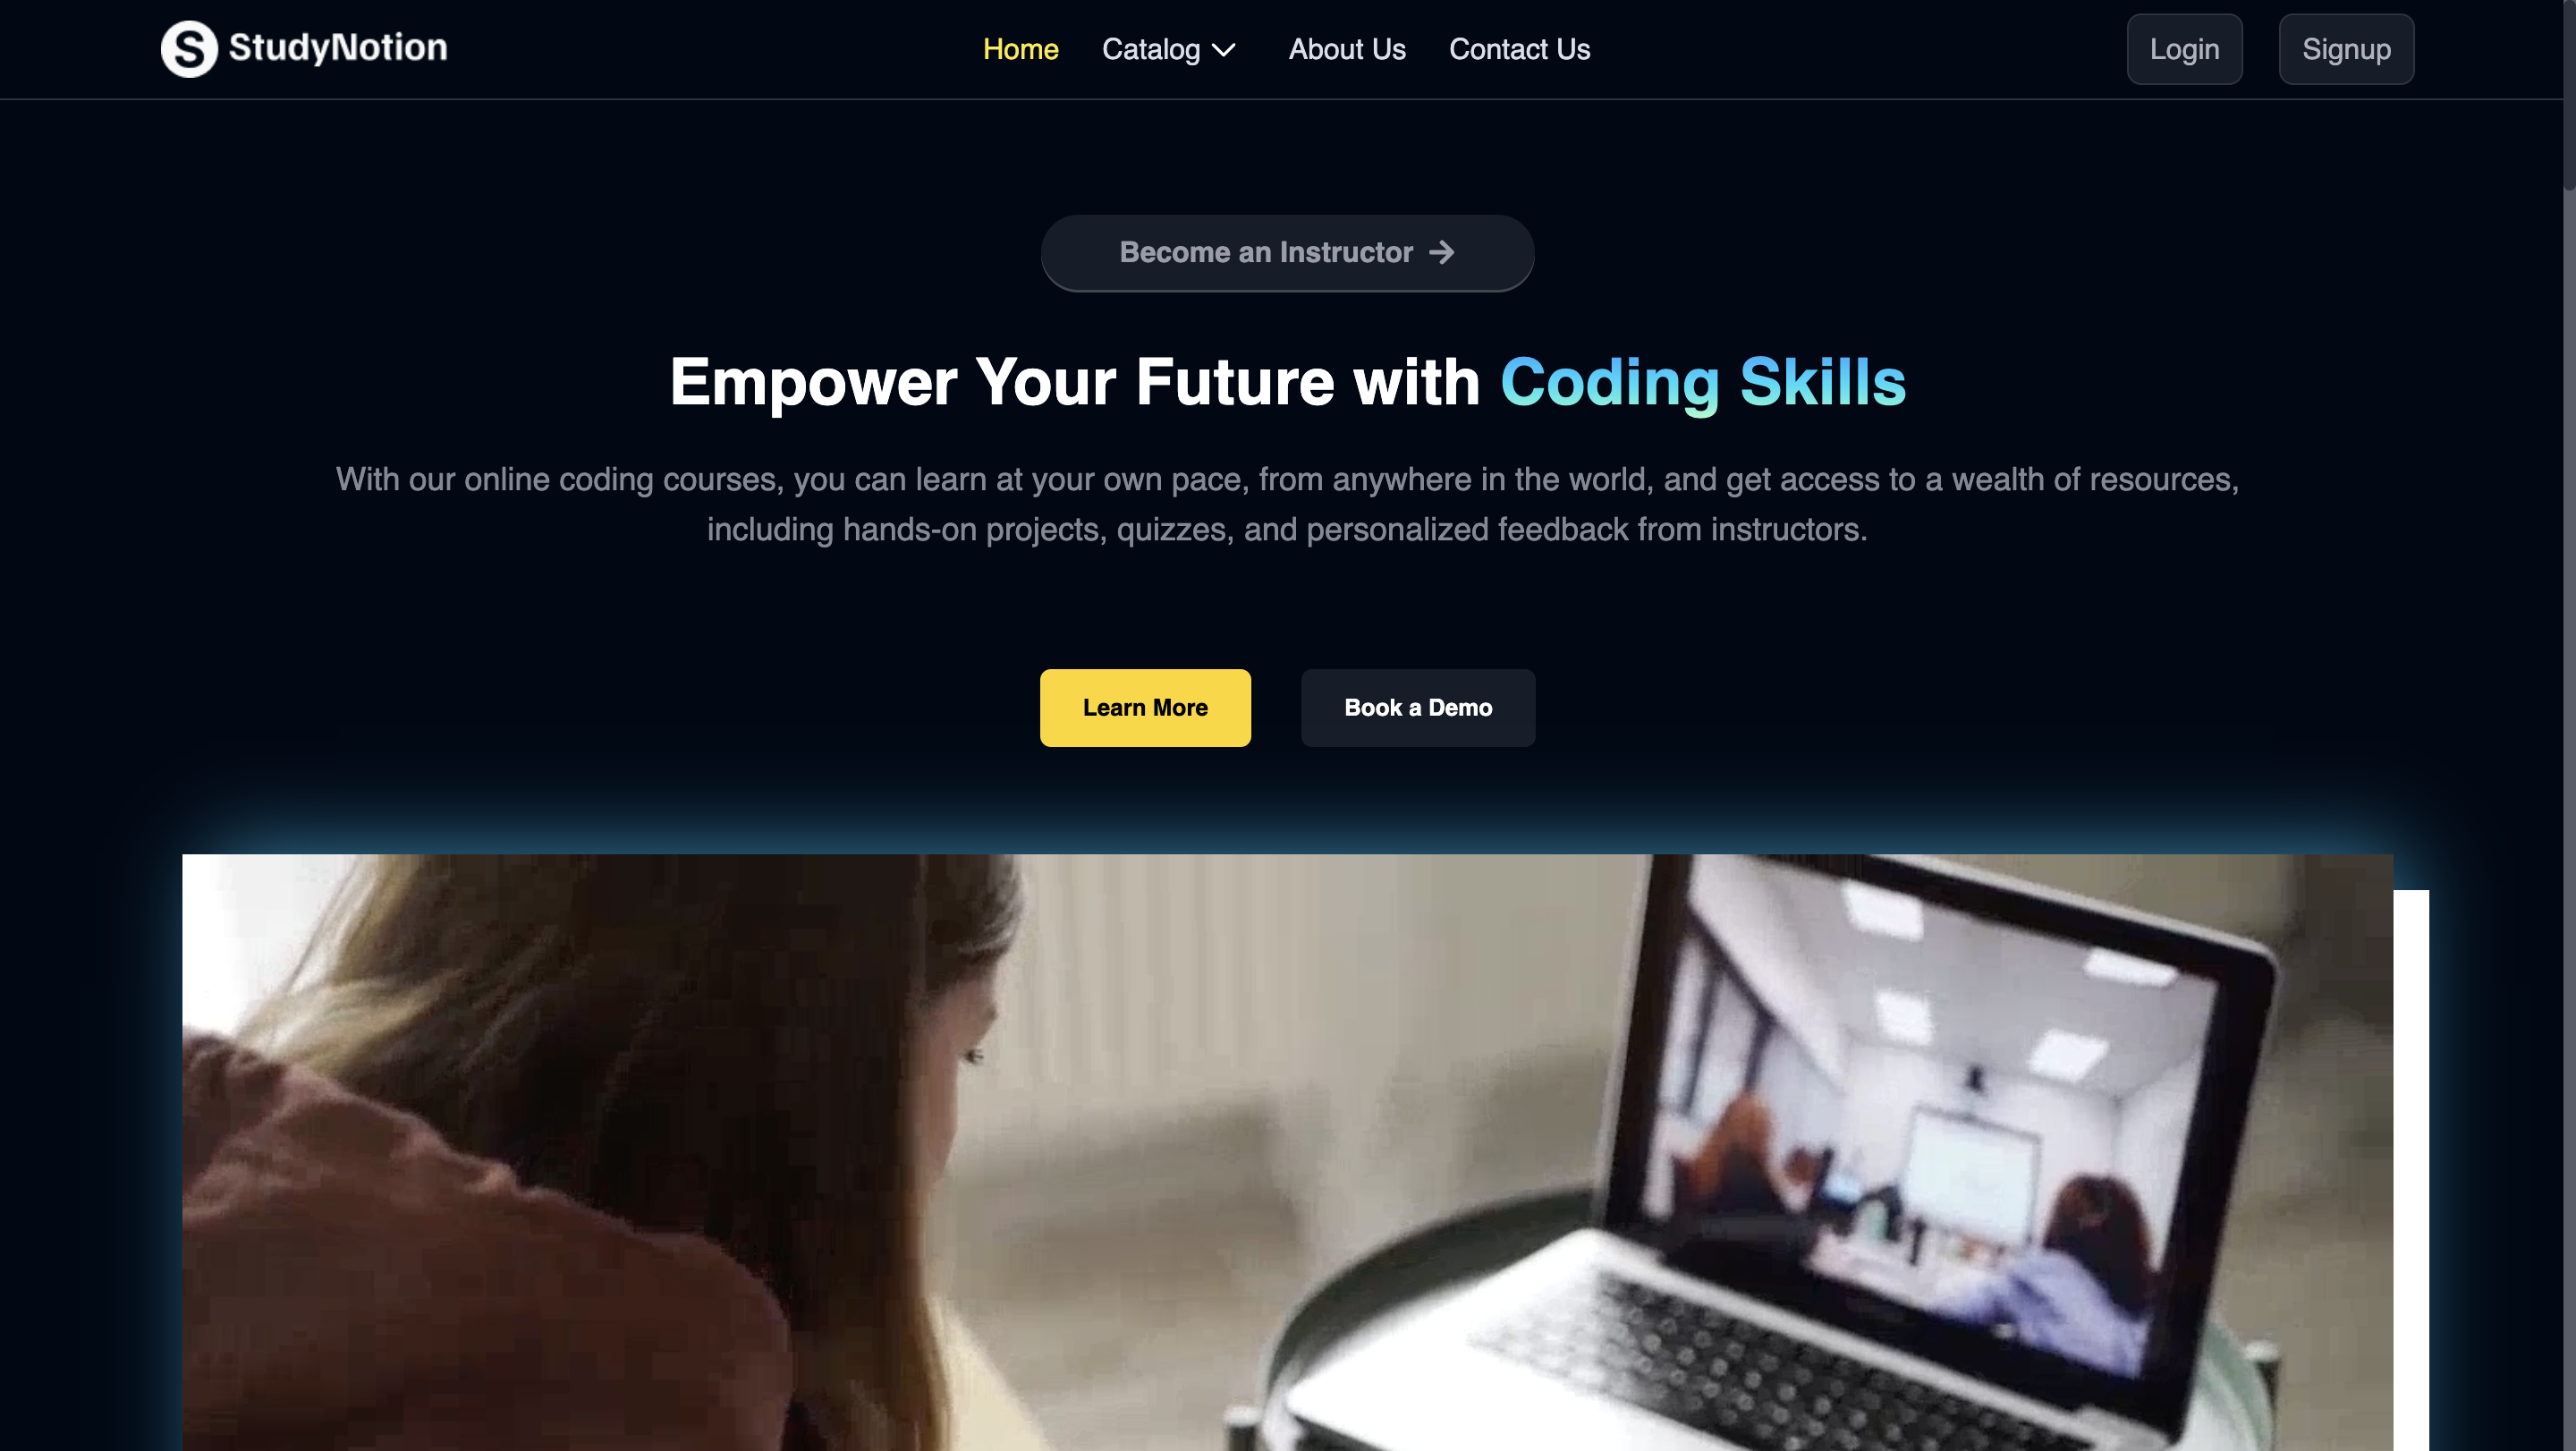 StudyNotion
Home Catalog About Us Contact Us
Login Signup
Become an Instructor →
Empower Your Future with Coding Skills
With our online coding courses, you can learn at your own pace, from anywhere in the world, and get access to a wealth of resources,
including hands-on projects, quizzes, and personalized feedback from instructors.
Learn More Book a Demo